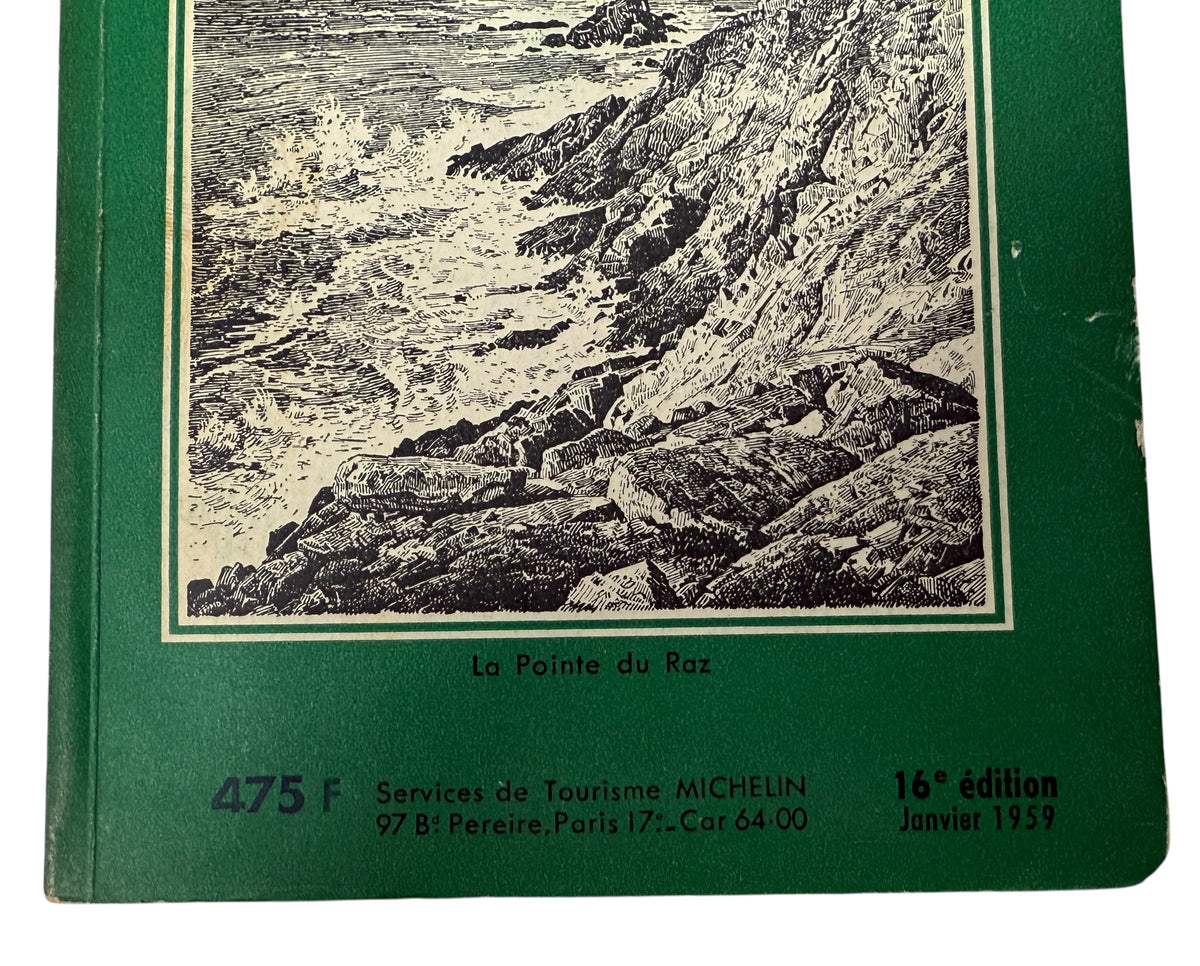 La Pointe du Raz
475 F
Services de Tourisme MICHELIN
97 Bd Pereire, Paris 17e - Car 64·00
16e édition
Janvier 1959